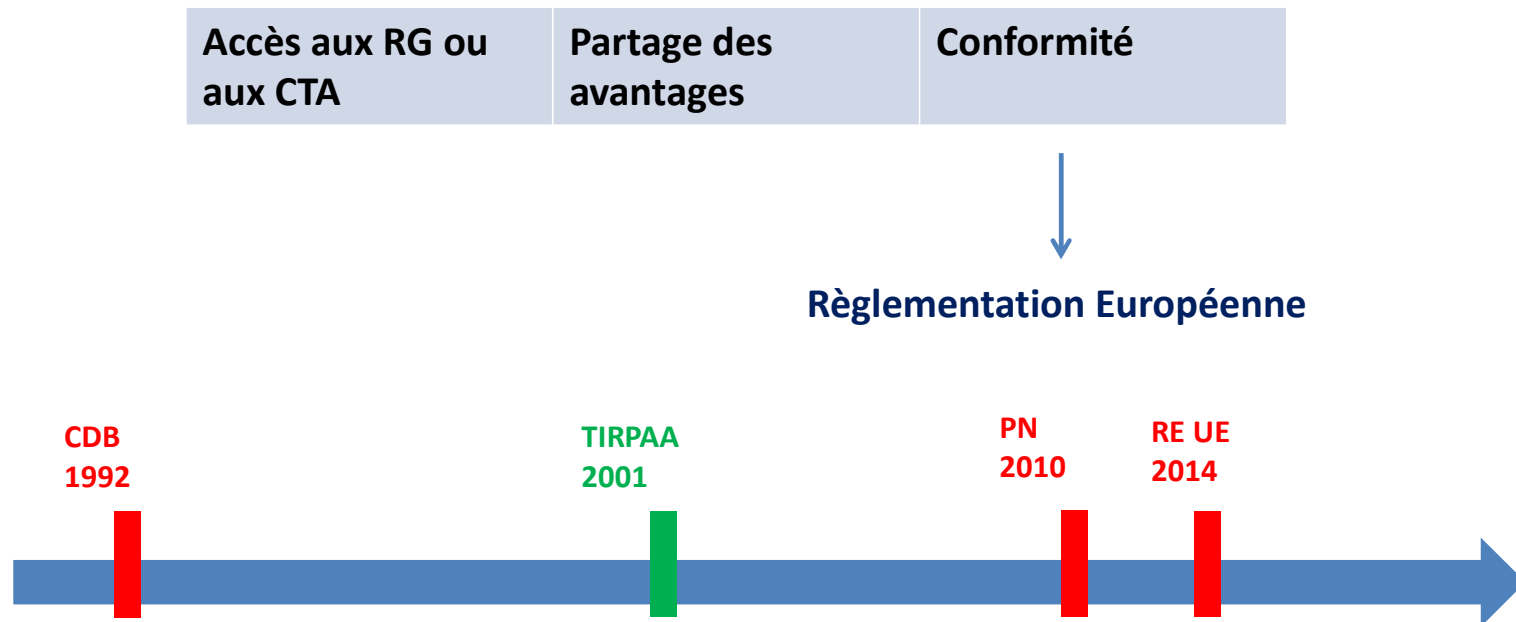 Accès aux RG ou
aux CTA
Partage des
avantages
Conformité
Règlementation Européenne
CDB
1992
TIRPAA
2001
PN
2010
RE UE
2014